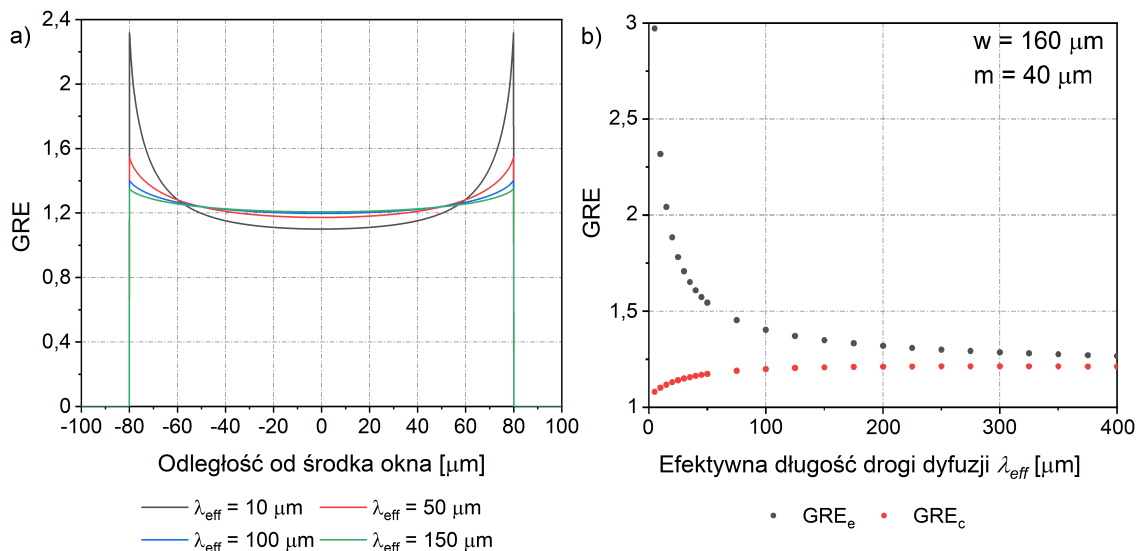 a)
2,4
2
1,6
1,2
0,8
0,4
0
GRE
-100 -80 -60 -40 -20 0 20 40 60 80 100
Odległość od środka okna [μm]
λeff = 10 μm λeff = 50 μm
λeff = 100 μm λeff = 150 μm
b)
w = 160 μm
m = 40 μm
3
2,5
2
1,5
1
GRE
0 100 200 300 400
Efektywna długość drogi dyfuzji λeff [μm]
GREe GREc